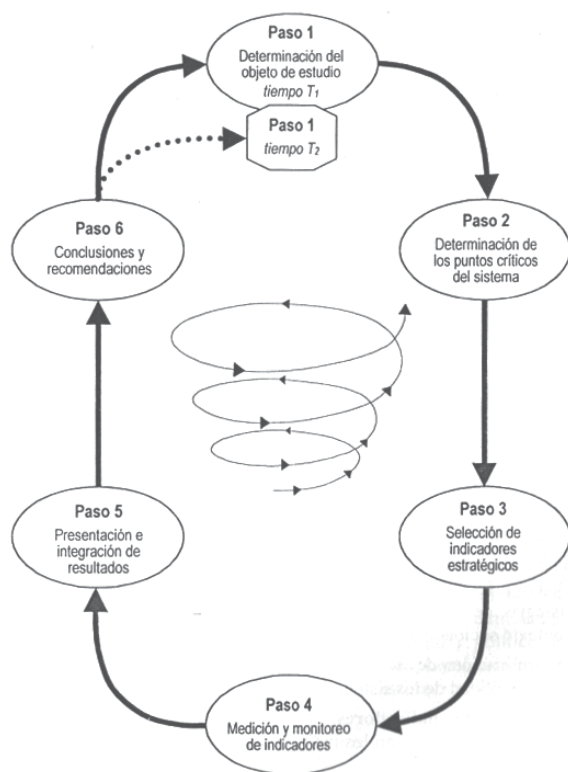 Paso 1
Determinación del
objeto de estudio
tiempo T₁
Paso 1
tiempo T₂
Paso 2
Determinación de
los puntos críticos
del sistema
Paso 3
Selección de
indicadores
estratégicos
Paso 4
Medición y monitoreo
de indicadores
Paso 5
Presentación e
integración de
resultados
Paso 6
Conclusiones y
recomendaciones